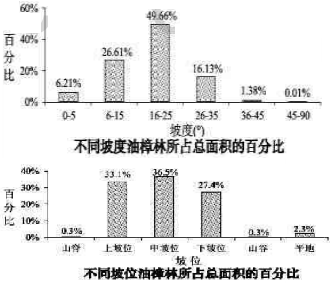 60%
49.66%
百分比
40%
26.61%
20%
16.13%
6.21%
1.38%
0.01%
0%
0-5 6-15 16-25 26-35 36-45 45-90
坡度(°)
不同坡度油樟林所占总面积的百分比
40%
33.1%
36.5%
百分比
30%
27.4%
20%
10%
0.3%
0.3%
2.3%
0%
山脊 上坡位 中坡位 下坡位 山谷 平地
坡 位
不同坡位油樟林所占总面积的百分比